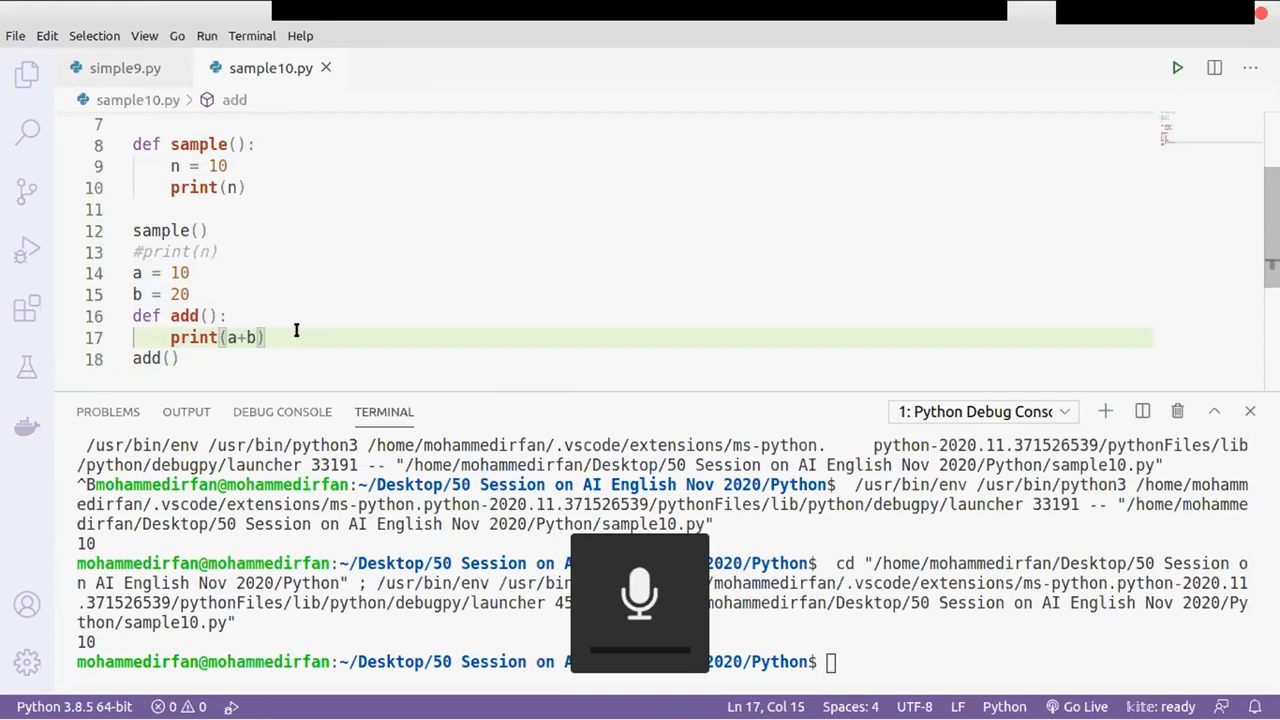 File Edit Selection View Go Run Terminal Help
simple9.py sample10.py
sample10.py > add
7
8 def sample():
9 n = 10
10 print(n)
11
12 sample()
13 #print(n)
14 a = 10
15 b = 20
16 def add():
17 print(a+b)
18 add()
PROBLEMS OUTPUT DEBUG CONSOLE TERMINAL 1: Python Debug Consc
/usr/bin/env /usr/bin/python3 /home/mohammedirfan/.vscode/extensions/ms-python. python-2020.11.371526539/pythonFiles/lib
/python/debugpy/launcher 33191 -- "/home/mohammedirfan/Desktop/50 Session on AI English Nov 2020/Python/sample10.py"
^Bmohammedirfan@mohammedirfan:~/Desktop/50 Session on AI English Nov 2020/Python$ /usr/bin/env /usr/bin/python3 /home/mohamm
edirfan/.vscode/extensions/ms-python.python-2020.11.371526539/pythonFiles/lib/python/debugpy/launcher 33191 -- "/home/mohamme
dirfan/Desktop/50 Session on AI English Nov 2020/Python/sample10.py"
10
mohammedirfan@mohammedirfan:~/Desktop/50 Session on A 2020/Python$ cd "/home/mohammedirfan/Desktop/50 Session o
n AI English Nov 2020/Python" ; /usr/bin/env /usr/bin mohammedirfan/.vscode/extensions/ms-python.python-2020.11
.371526539/pythonFiles/lib/python/debugpy/launcher 45 mohammedirfan/Desktop/50 Session on AI English Nov 2020/Py
thon/sample10.py"
10
mohammedirfan@mohammedirfan:~/Desktop/50 Session on A 2020/Python$
Python 3.8.5 64-bit 0 0 Ln 17, Col 15 Spaces: 4 UTF-8 LF Python Go Live kite: ready